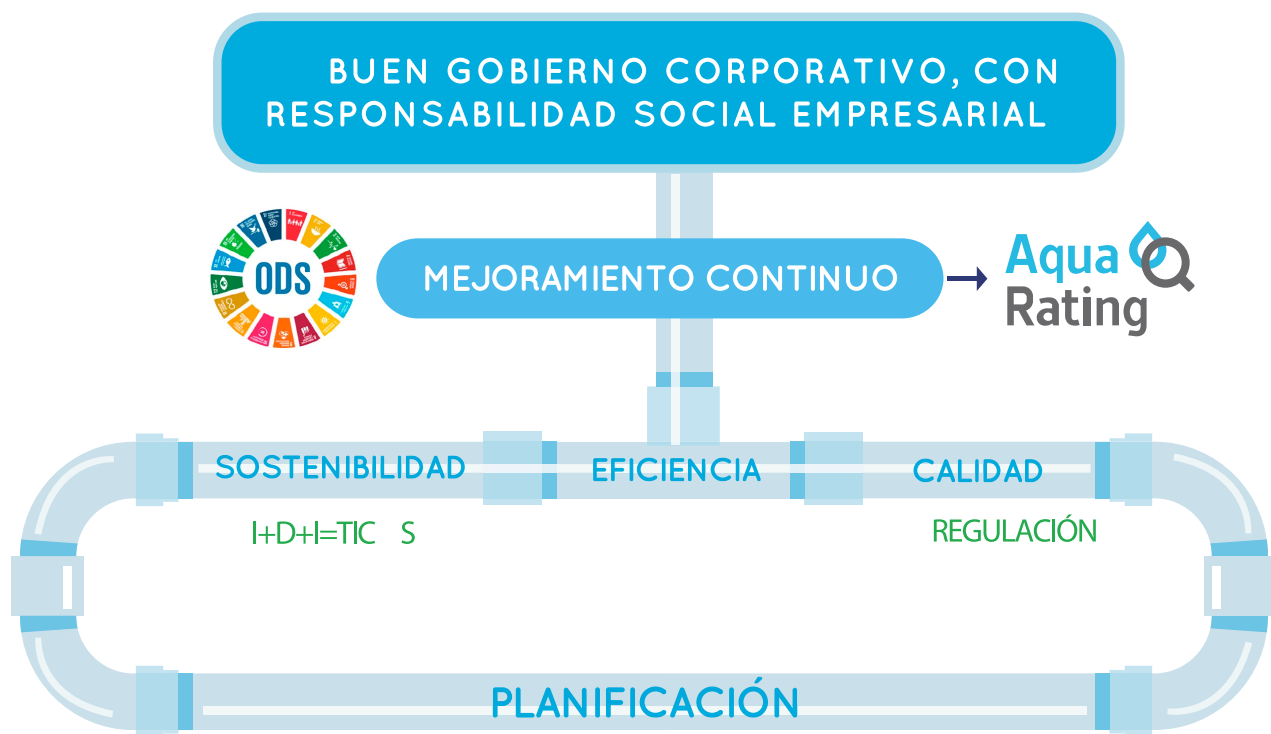 BUEN GOBIERNO CORPORATIVO, CON
RESPONSABILIDAD SOCIAL EMPRESARIAL
ODS
MEJORAMIENTO CONTINUO
Aqua
Rating
SOSTENIBILIDAD
EFICIENCIA
CALIDAD
I+D+I=TIC S
REGULACIÓN
PLANIFICACIÓN